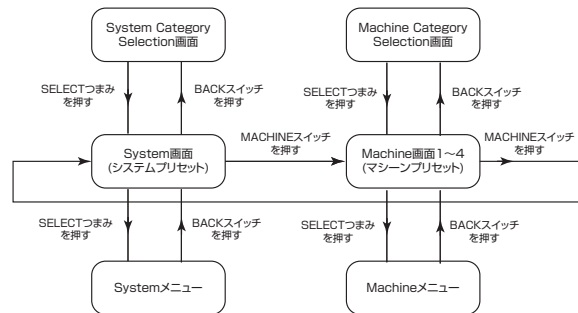 System Category
Selection画面
Machine Category
Selection画面
SELECTつまみ
を押す
BACKスイッチ
を押す
SELECTつまみ
を押す
BACKスイッチ
を押す
System画面
(システムプリセット)
MACHINEスイッチ
を押す
Machine画面1〜4
(マシーンプリセット)
MACHINEスイッチ
を押す
SELECTつまみ
を押す
BACKスイッチ
を押す
SELECTつまみ
を押す
BACKスイッチ
を押す
Systemメニュー
Machineメニュー